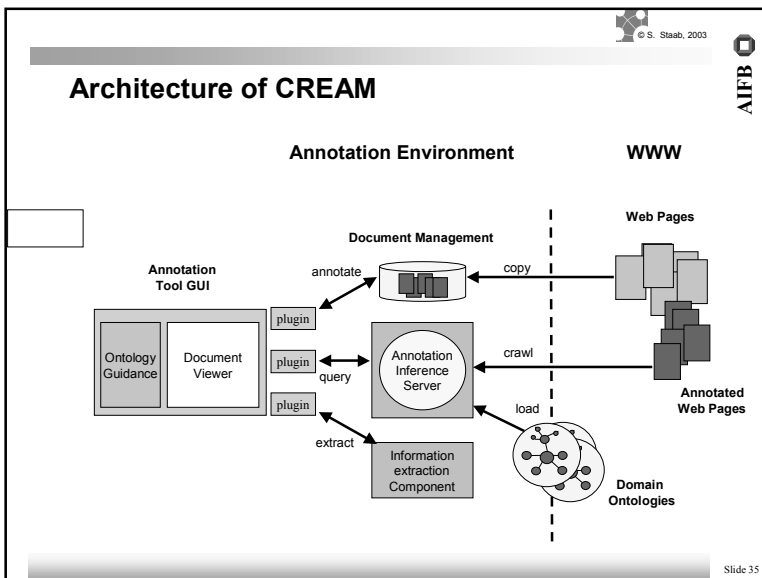 © S. Staab, 2003
AIFB
Architecture of CREAM
Annotation Environment
WWW
Web Pages
Document Management
Annotation
Tool GUI
annotate
copy
plugin
Ontology
Guidance
Document
Viewer
plugin
query
Annotation
Inference
Server
crawl
plugin
load
Annotated
Web Pages
extract
Information
extraction
Component
Domain
Ontologies
Slide 35